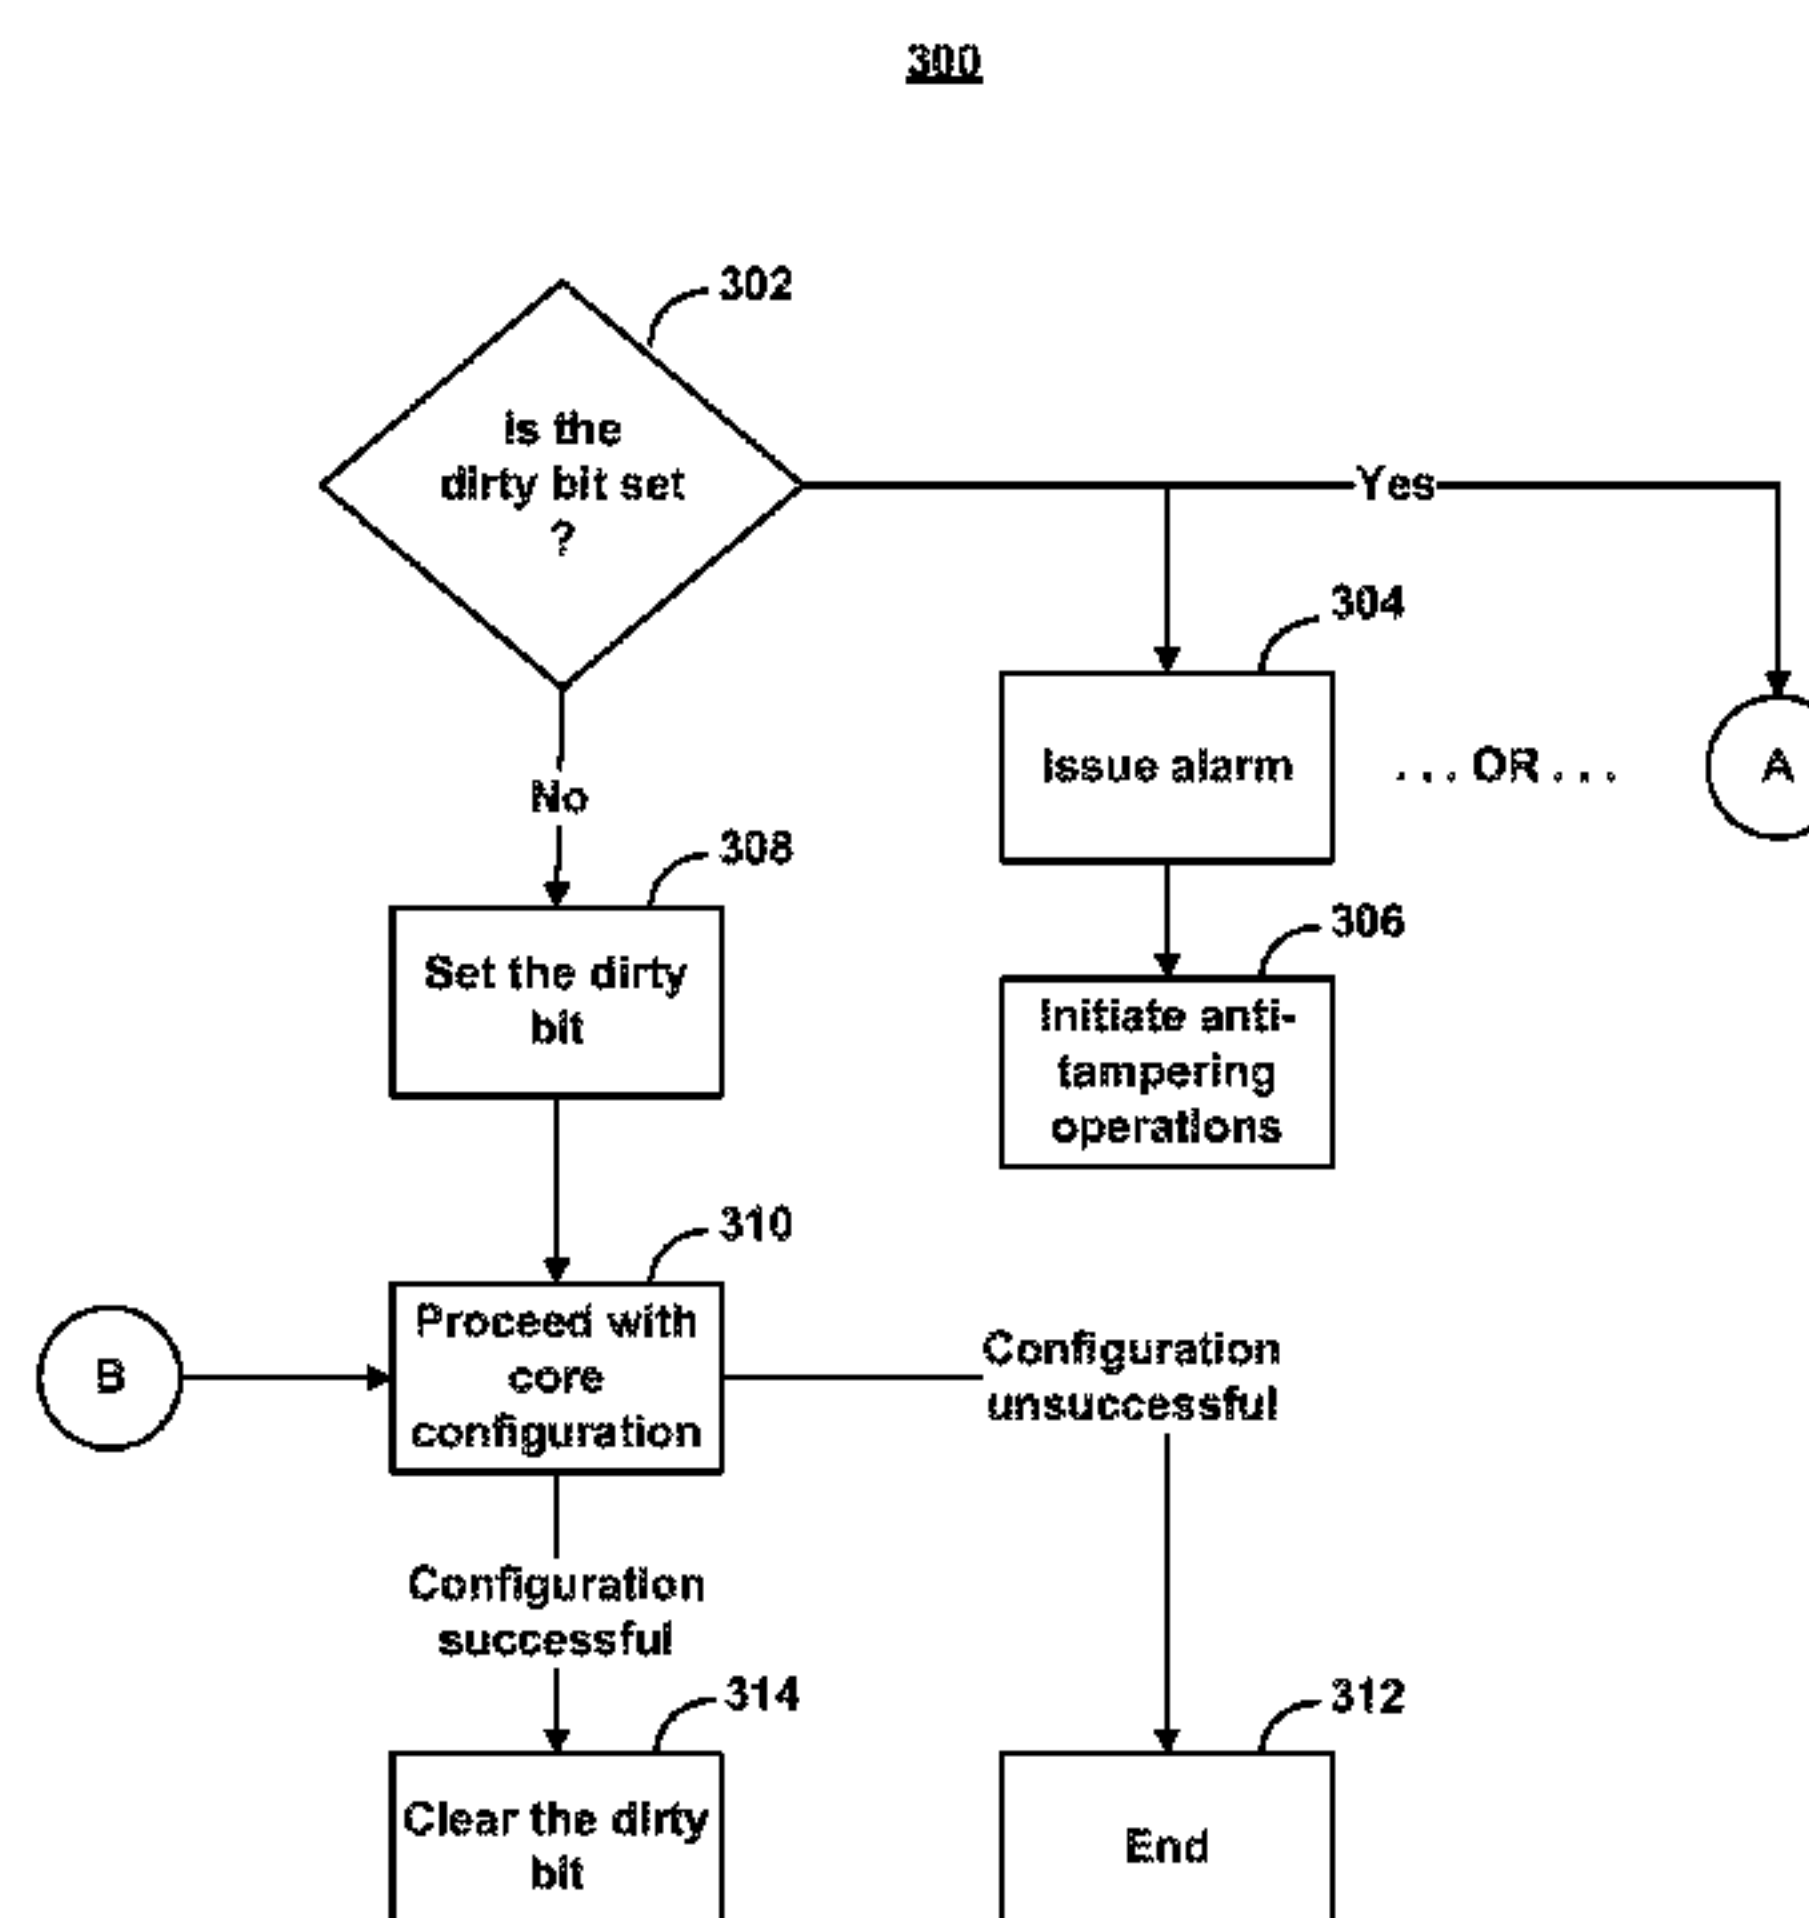 300
302
Is the
dirty bit set
?
Yes
304
Issue alarm
. . . OR . . .
A
No
308
Set the dirty
bit
306
Initiate anti-
tampering
operations
310
B
Proceed with
core
configuration
Configuration
unsuccessful
Configuration
successful
314
Clear the dirty
bit
312
End